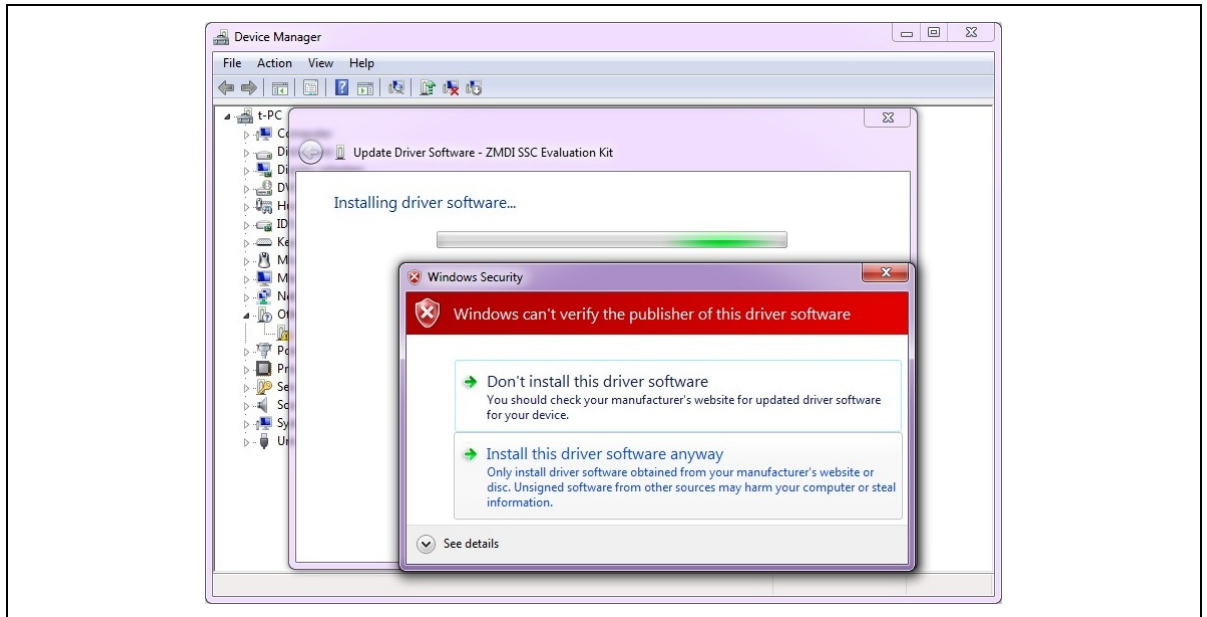 Device Manager
File Action View Help
t-PC
Update Driver Software - ZMDI SSC Evaluation Kit
Installing driver software...
Windows Security
Windows can't verify the publisher of this driver software
Don't install this driver software
You should check your manufacturer's website for updated driver software
for your device.
Install this driver software anyway
Only install driver software obtained from your manufacturer's website or
disc. Unsigned software from other sources may harm your computer or steal
information.
See details